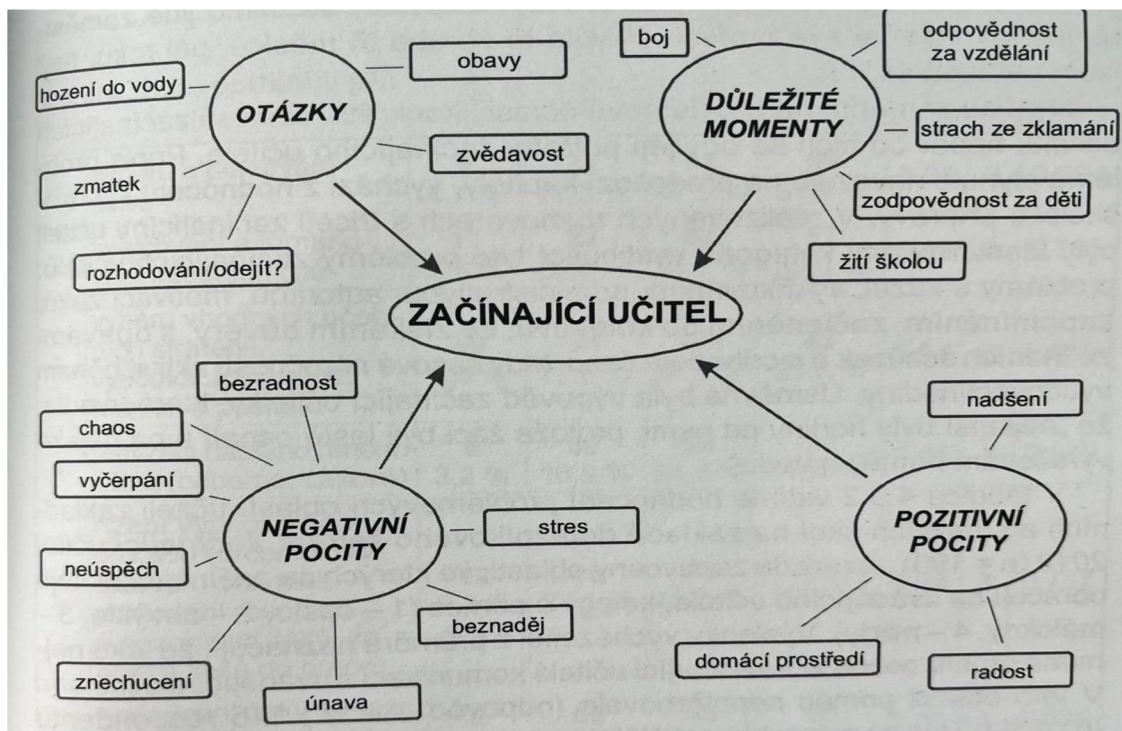 boj
odpovědnost
za vzdělání
obavy
hození do vody
OTÁZKY
DŮLEŽITÉ
MOMENTY
strach ze zklamání
zvědavost
zmatek
zodpovědnost za děti
rozhodování/odejít?
žití školou
ZAČÍNAJÍCÍ UČITEL
bezradnost
nadšení
chaos
vyčerpání
NEGATIVNÍ
POCITY
stres
POZITIVNÍ
POCITY
neúspěch
beznaděj
domácí prostředí
radost
znechucení
únava